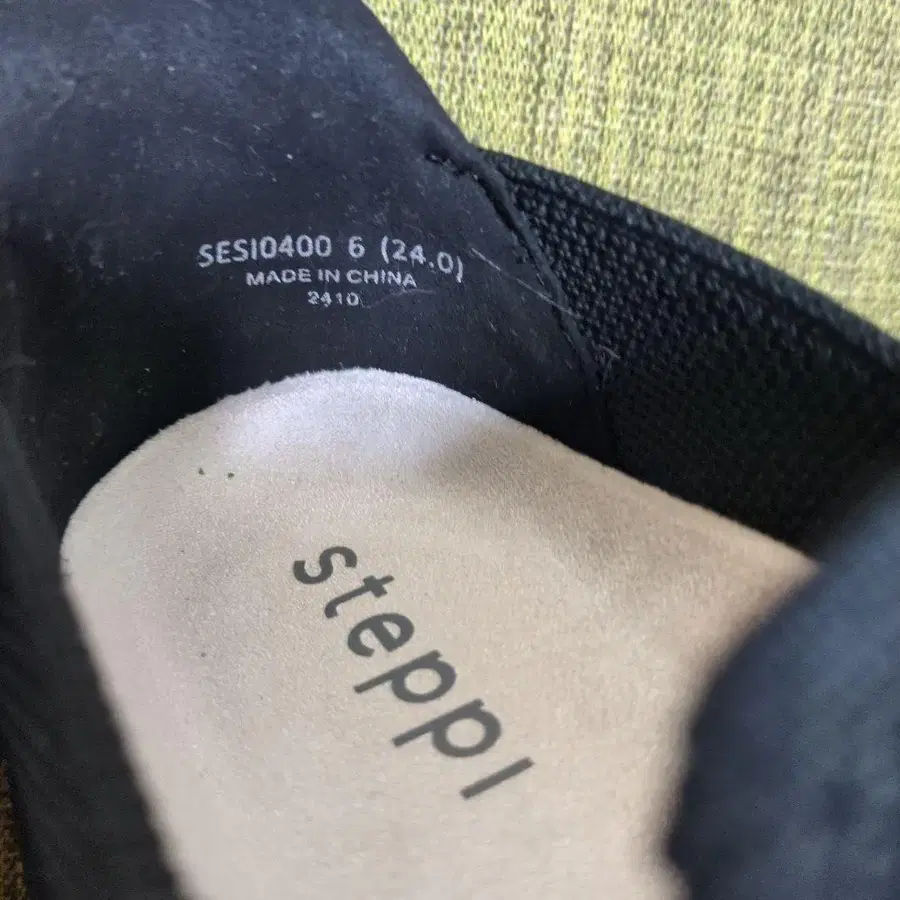 SESI0400 6 (24.0)
MADE IN CHINA
2410
steppI